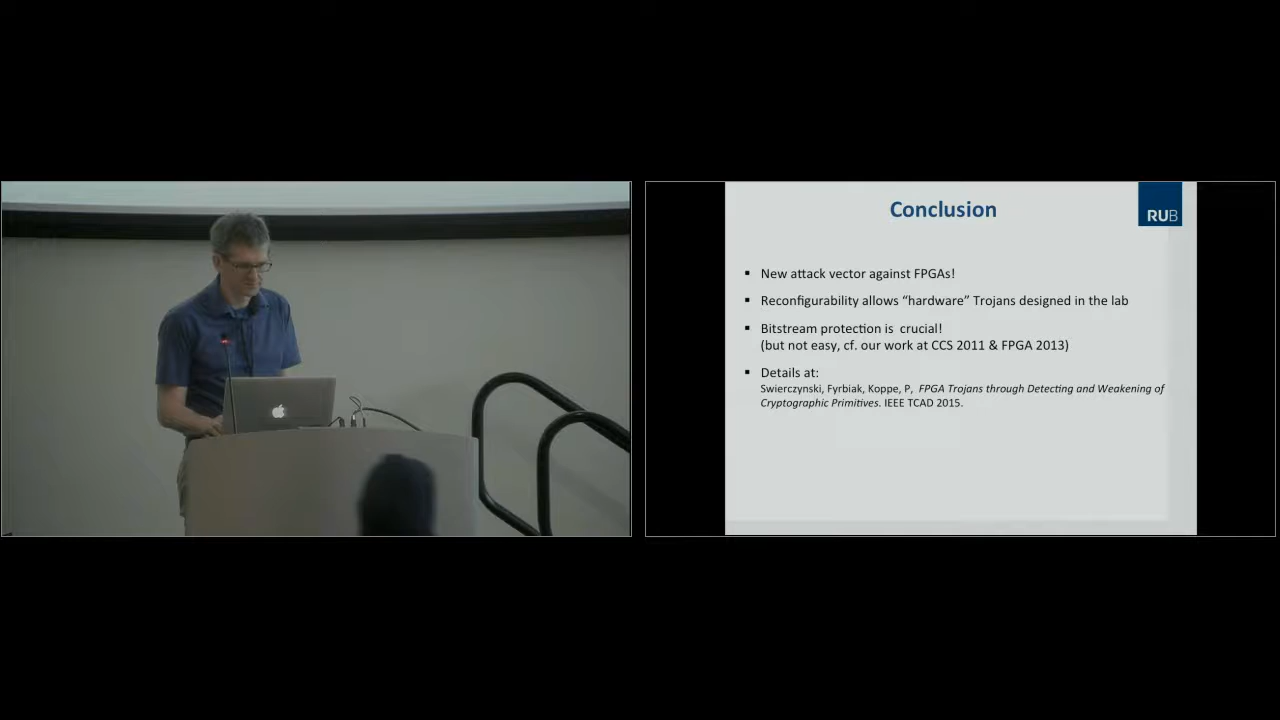 Conclusion
RUB
New attack vector against FPGAs!
Reconfigurability allows “hardware” Trojans designed in the lab
Bitstream protection is  crucial!
(but not easy, cf. our work at CCS 2011 & FPGA 2013)
Details at:
Swierczynski, Fyrbiak, Koppe, P,  FPGA Trojans through Detecting and Weakening of
Cryptographic Primitives. IEEE TCAD 2015.